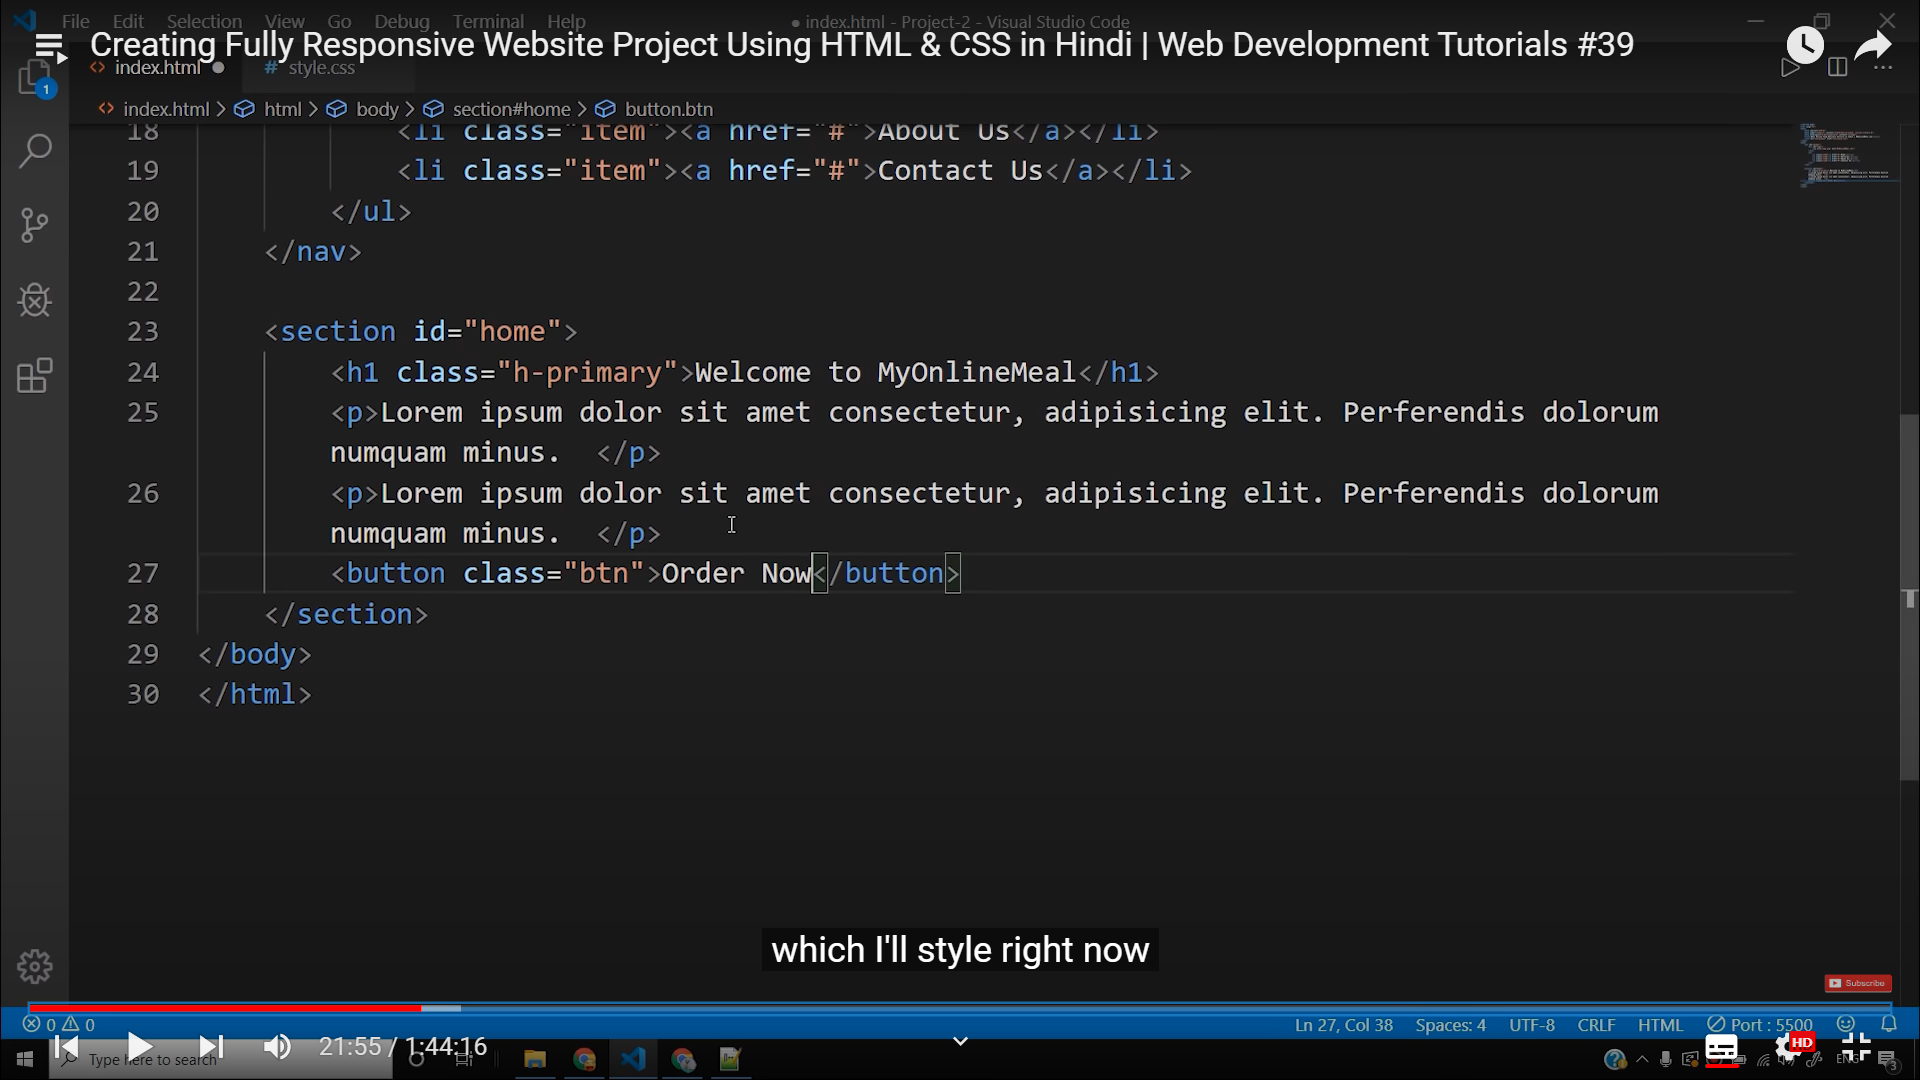 File Edit Selection View Go Debug Terminal Help
● index.html - Project-2 - Visual Studio Code
Creating Fully Responsive Website Project Using HTML & CSS in Hindi | Web Development Tutorials #39
1
<> index.html ●
# style.css
<> index.html > html > body > section#home > button.btn
18 <li class="item"><a href="#">About Us</a></li>
19 <li class="item"><a href="#">Contact Us</a></li>
20 </ul>
21 </nav>
22
23 <section id="home">
24 <h1 class="h-primary">Welcome to MyOnlineMeal</h1>
25 <p>Lorem ipsum dolor sit amet consectetur, adipisicing elit. Perferendis dolorum
numquam minus.  </p>
26 <p>Lorem ipsum dolor sit amet consectetur, adipisicing elit. Perferendis dolorum
numquam minus.  </p>
27 <button class="btn">Order Now</button>
28 </section>
29 </body>
30 </html>
which I'll style right now
Subscribe
0 0
Ln 27, Col 38 Spaces: 4 UTF-8 CRLF HTML Port : 5500
Type here to search
21:55 / 1:44:16
HD
3